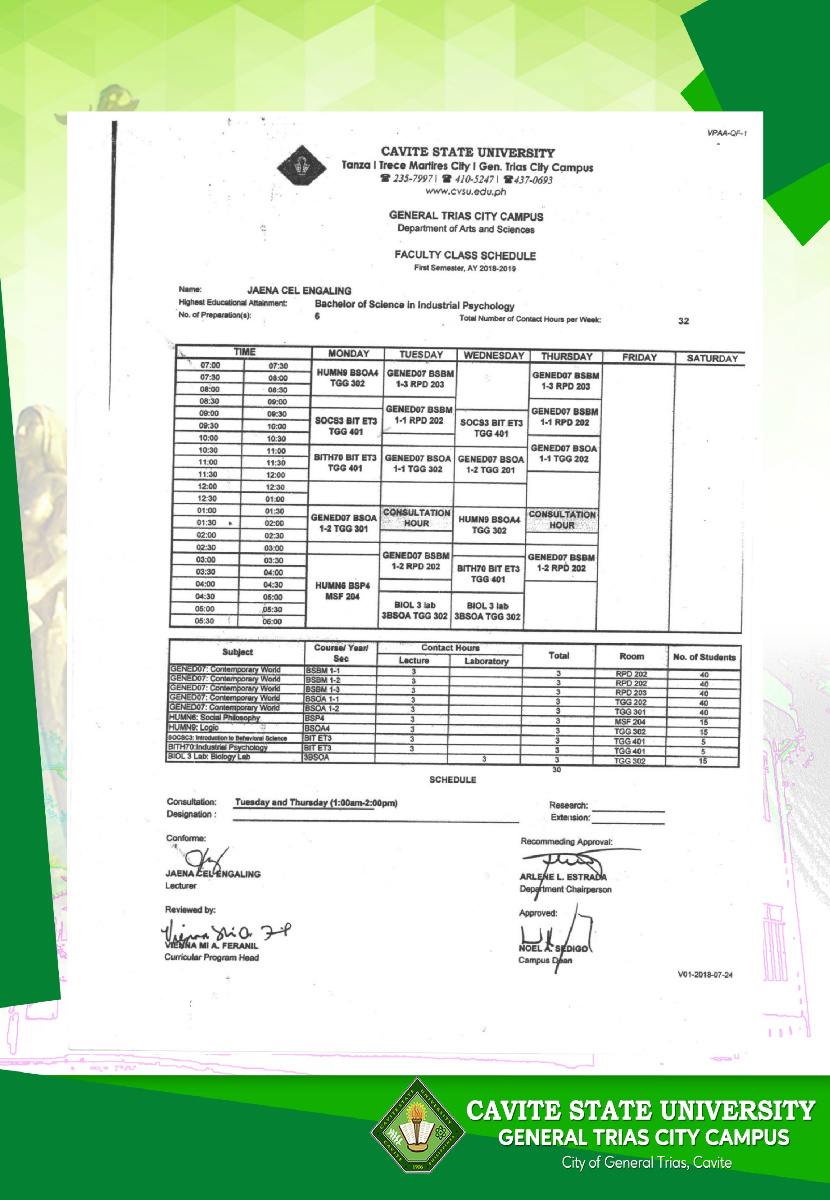 VPAA-QF-1
CAVITE STATE UNIVERSITY
Tanza I Trece Martires City I Gen. Trias City Campus
☎ 235-7997 I ☎ 410-5247 I ☎437-0693
www.cvsu.edu.ph
GENERAL TRIAS CITY CAMPUS
Department of Arts and Sciences
FACULTY CLASS SCHEDULE
First Semester, AY 2018-2019
Name: JAENA CEL ENGALING
Highest Educational Attainment: Bachelor of Science in Industrial Psychology
No. of Preparation(s): 6 Total Number of Contact Hours per Week: 32
TIME MONDAY TUESDAY WEDNESDAY THURSDAY FRIDAY SATURDAY
07:00 07:30
07:30 08:00
08:00 08:30
08:30 09:00
09:00 09:30
09:30 10:00
10:00 10:30
10:30 11:00
11:00 11:30
11:30 12:00
12:00 12:30
12:30 01:00
01:00 01:30
01:30 02:00
02:00 02:30
02:30 03:00
03:00 03:30
03:30 04:00
04:00 04:30
04:30 05:00
05:00 05:30
05:30 06:00
HUMN9 BSOA4
TGG 302
SOCS3 BIT ET3
TGG 401
BITH70 BIT ET3
TGG 401
GENED07 BSOA
1-2 TGG 301
HUMN6 BSP4
MSF 204
GENED07 BSBM
1-3 RPD 203
GENED07 BSBM
1-1 RPD 202
GENED07 BSOA
1-1 TGG 302
CONSULTATION
HOUR
GENED07 BSBM
1-2 RPD 202
BIOL 3 lab
3BSOA TGG 302
SOCS3 BIT ET3
TGG 401
GENED07 BSOA
1-2 TGG 201
HUMN9 BSOA4
TGG 302
BITH70 BIT ET3
TGG 401
BIOL 3 lab
3BSOA TGG 302
GENED07 BSBM
1-3 RPD 203
GENED07 BSBM
1-1 RPD 202
GENED07 BSOA
1-1 TGG 202
CONSULTATION
HOUR
GENED07 BSBM
1-2 RPD 202
Subject Course/ Year/ Sec Contact Hours Total Room No. of Students
Lecture Laboratory
GENED07: Contemporary World BSBM 1-1 3 3 RPD 202 40
GENED07: Contemporary World BSBM 1-2 3 3 RPD 202 40
GENED07: Contemporary World BSBM 1-3 3 3 RPD 203 40
GENED07: Contemporary World BSOA 1-1 3 3 TGG 202 40
GENED07: Contemporary World BSOA 1-2 3 3 TGG 301 40
HUMN6: Social Philosophy BSP4 3 3 MSF 204 15
HUMN9: Logic BSOA4 3 3 TGG 302 15
SOCSC3: Introduction to Behavioral Science BIT ET3 3 3 TGG 401 5
BITH70:Industrial Psychology BIT ET3 3 3 TGG 401 5
BIOL 3 Lab: Biology Lab 3BSOA 3 3 TGG 302 15
30
SCHEDULE
Consultation: Tuesday and Thursday (1:00am-2:00pm) Research:
Designation : Extension:
Conforme: Recommeding Approval:
JAENA CEL ENGALING ARLENE L. ESTRADA
Lecturer Department Chairperson
Reviewed by: Approved:
VIENNA MI A. FERANIL NOEL A. SEDIGO
Curricular Program Head Campus Dean
V01-2018-07-24
CAVITE STATE UNIVERSITY
GENERAL TRIAS CITY CAMPUS
City of General Trias, Cavite
1906